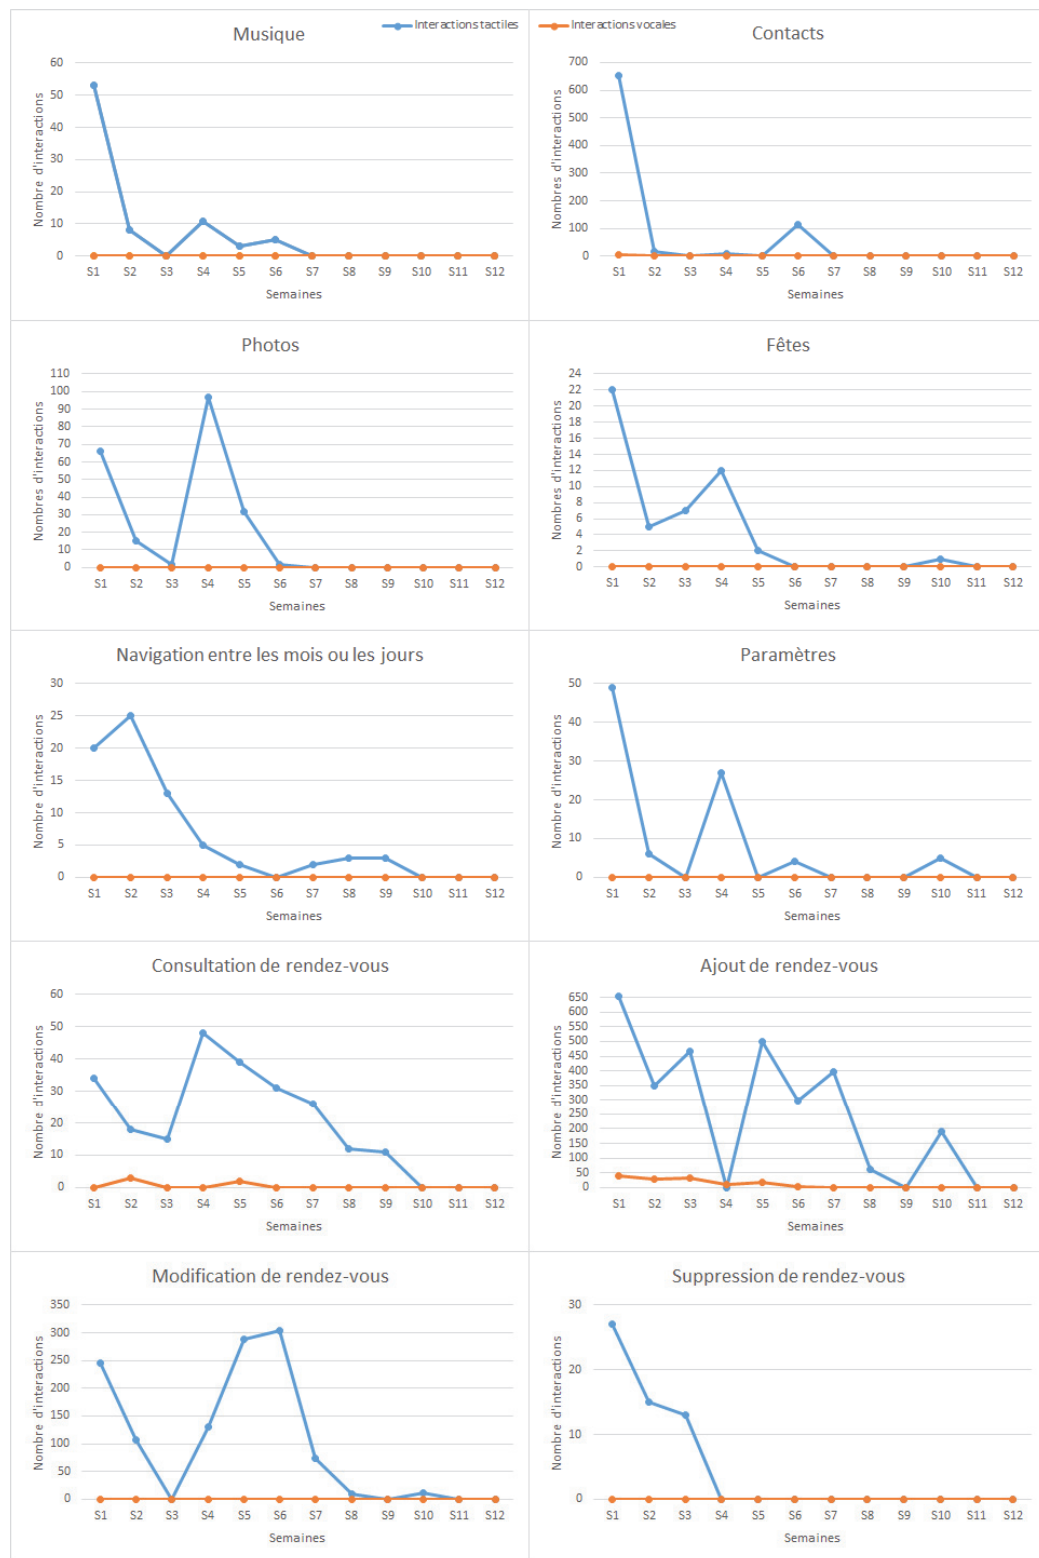 Musique
Interactions tactiles
Interactions vocales
Contacts
Nombre d'interactions
60
50
40
30
20
10
0
S1 S2 S3 S4 S5 S6 S7 S8 S9 S10 S11 S12
Semaines
Nombres d'interactions
700
600
500
400
300
200
100
0
S1 S2 S3 S4 S5 S6 S7 S8 S9 S10 S11 S12
Semaines
Photos
Nombres d'interactions
110
100
90
80
70
60
50
40
30
20
10
0
S1 S2 S3 S4 S5 S6 S7 S8 S9 S10 S11 S12
Semaines
Fêtes
Nombres d'interactions
24
22
20
18
16
14
12
10
8
6
4
2
0
S1 S2 S3 S4 S5 S6 S7 S8 S9 S10 S11 S12
Semaines
Navigation entre les mois ou les jours
Nombre d'interactions
30
25
20
15
10
5
0
S1 S2 S3 S4 S5 S6 S7 S8 S9 S10 S11 S12
Semaines
Paramètres
Nombre d'interactions
50
40
30
20
10
0
S1 S2 S3 S4 S5 S6 S7 S8 S9 S10 S11 S12
Semaines
Consultation de rendez-vous
Nombre d'interactions
60
50
40
30
20
10
0
S1 S2 S3 S4 S5 S6 S7 S8 S9 S10 S11 S12
Semaines
Ajout de rendez-vous
Nombre d'interactions
650
600
550
500
450
400
350
300
250
200
150
100
50
0
S1 S2 S3 S4 S5 S6 S7 S8 S9 S10 S11 S12
Semaines
Modification de rendez-vous
Nombre d'interactions
350
300
250
200
150
100
50
0
S1 S2 S3 S4 S5 S6 S7 S8 S9 S10 S11 S12
Semaines
Suppression de rendez-vous
Nombre d'interactions
30
20
10
0
S1 S2 S3 S4 S5 S6 S7 S8 S9 S10 S11 S12
Semaines